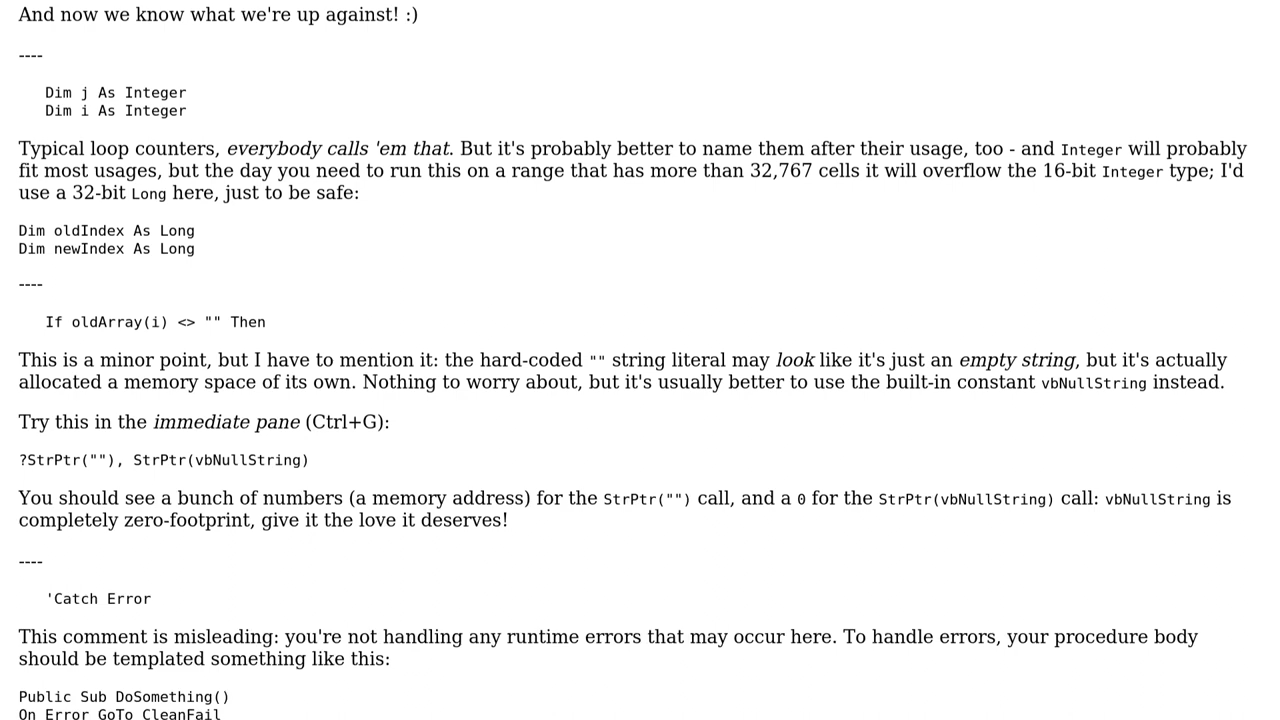 And now we know what we're up against! :)
----
Dim j As Integer
Dim i As Integer
Typical loop counters, everybody calls 'em that. But it's probably better to name them after their usage, too - and Integer will probably
fit most usages, but the day you need to run this on a range that has more than 32,767 cells it will overflow the 16-bit Integer type; I'd
use a 32-bit Long here, just to be safe:
Dim oldIndex As Long
Dim newIndex As Long
----
If oldArray(i) <> "" Then
This is a minor point, but I have to mention it: the hard-coded "" string literal may look like it's just an empty string, but it's actually
allocated a memory space of its own. Nothing to worry about, but it's usually better to use the built-in constant vbNullString instead.
Try this in the immediate pane (Ctrl+G):
?StrPtr(""), StrPtr(vbNullString)
You should see a bunch of numbers (a memory address) for the StrPtr("") call, and a 0 for the StrPtr(vbNullString) call: vbNullString is
completely zero-footprint, give it the love it deserves!
----
'Catch Error
This comment is misleading: you're not handling any runtime errors that may occur here. To handle errors, your procedure body
should be templated something like this:
Public Sub DoSomething()
On Error GoTo CleanFail